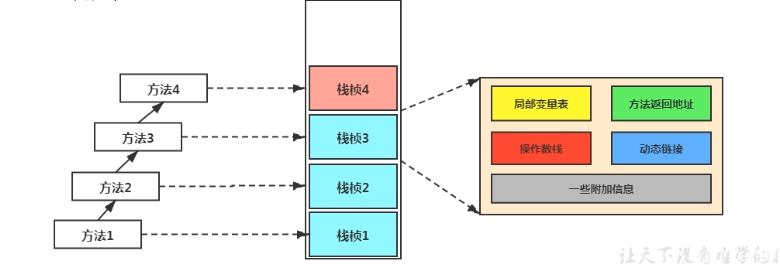 方法4
方法3
方法2
方法1
栈桢4
栈桢3
栈桢2
栈桢1
局部变量表
方法返回地址
操作数栈
动态链接
一些附加信息
让天下没有难学的